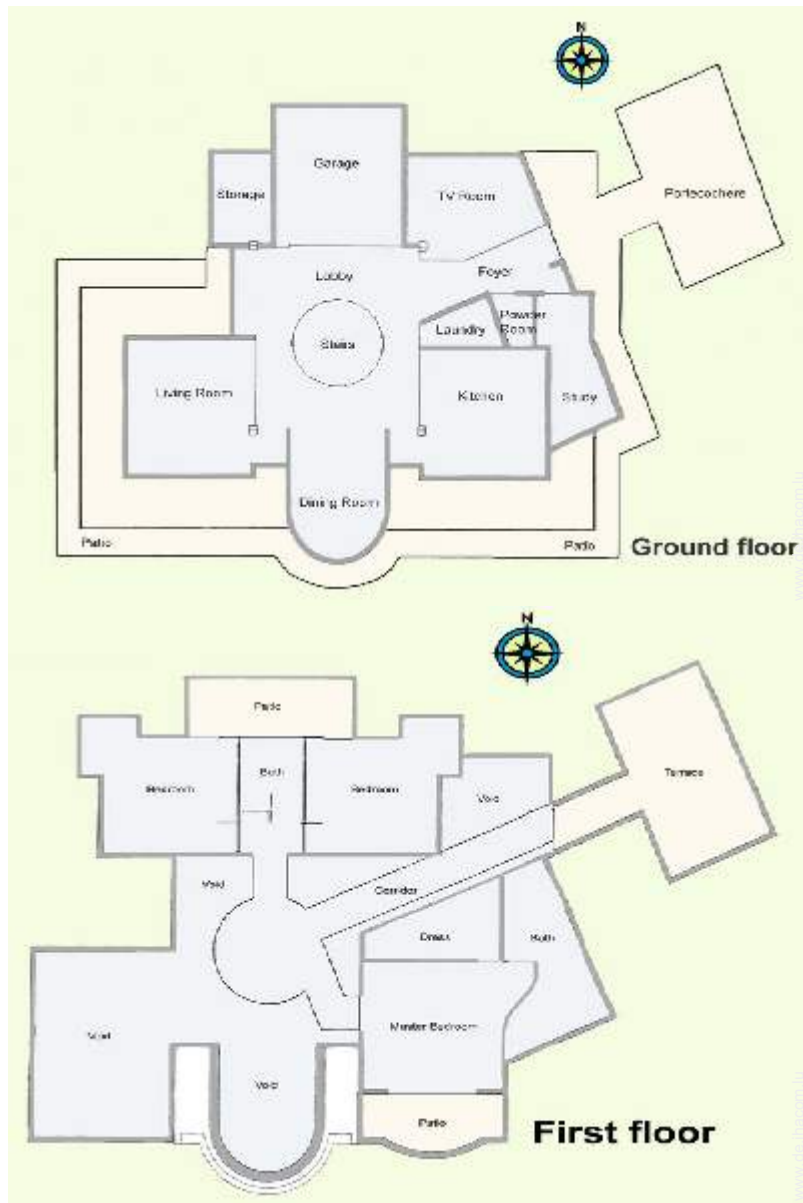 N
Garage
Storage
TV Room
Portecochere
Lobby
Foyer
Stairs
Laundry
Powder
Room
Living Room
Kitchen
Study
Dining Room
Patio
Patio
Ground floor
N
Patio
Bath
Bedroom
Bedroom
Terrace
Void
Void
Corridor
Dress
Bath
Void
Master Bedroom
Void
Patio
First floor